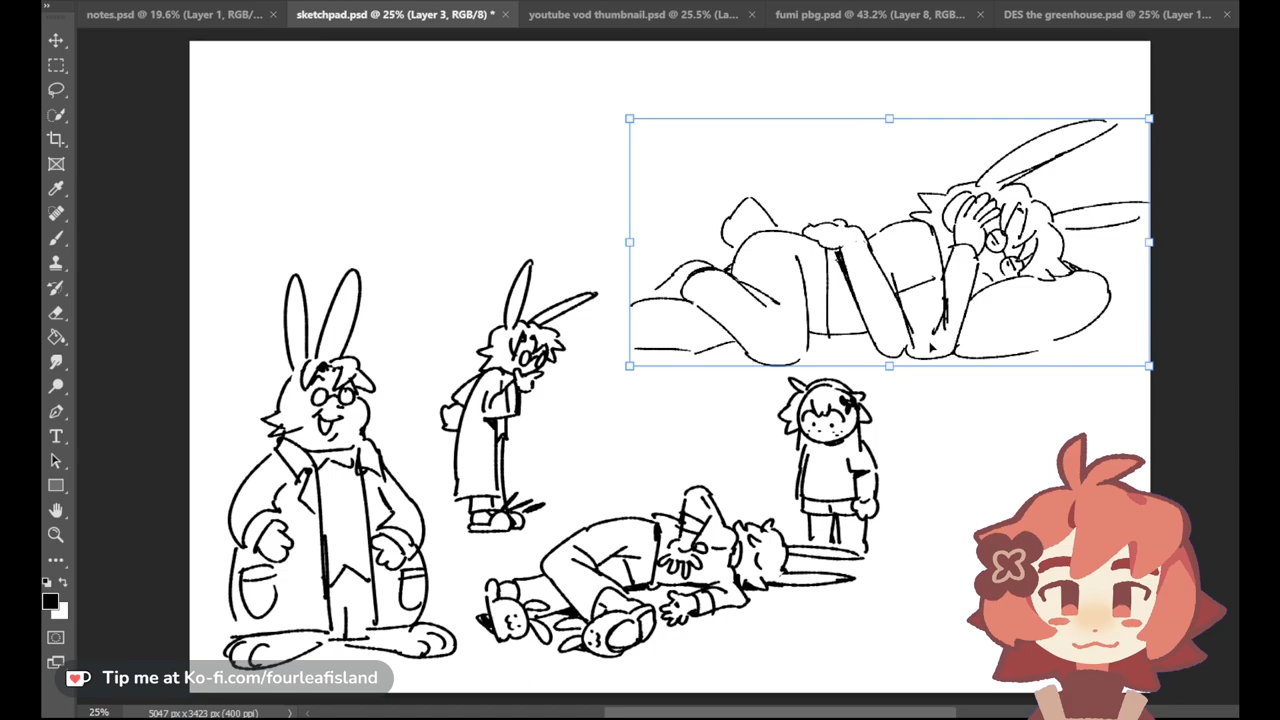 notes.psd @ 19.6% (Layer 1, RGB/... × sketchpad.psd @ 25% (Layer 3, RGB/8) * × youtube vod thumbnail.psd @ 25.5% (La... × fumi pbg.psd @ 43.2% (Layer 8, RGB... × DES the greenhouse.psd @ 25% (Layer 1... ×
Tip me at Ko-fi.com/fourleafisland
25% 5047 px x 3423 px (400 ppi)